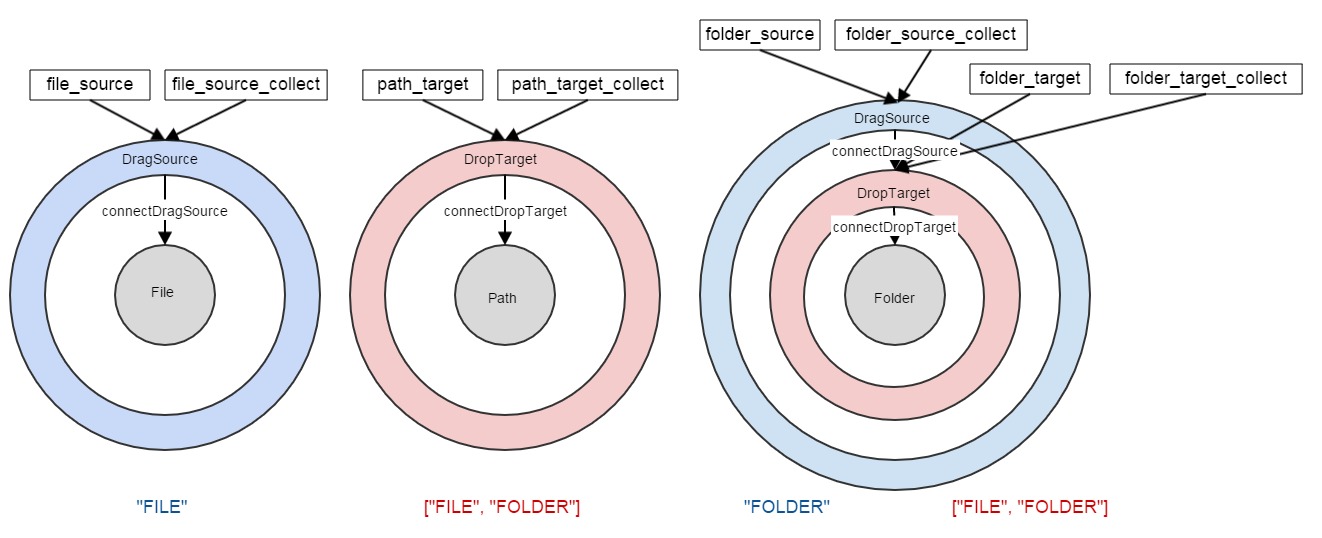 folder_source
folder_source_collect
file_source
file_source_collect
path_target
path_target_collect
folder_target
folder_target_collect
DragSource
connectDragSource
File
DropTarget
connectDropTarget
Path
DragSource
connectDragSource
DropTarget
connectDropTarget
Folder
"FILE"
["FILE", "FOLDER"]
"FOLDER"
["FILE", "FOLDER"]